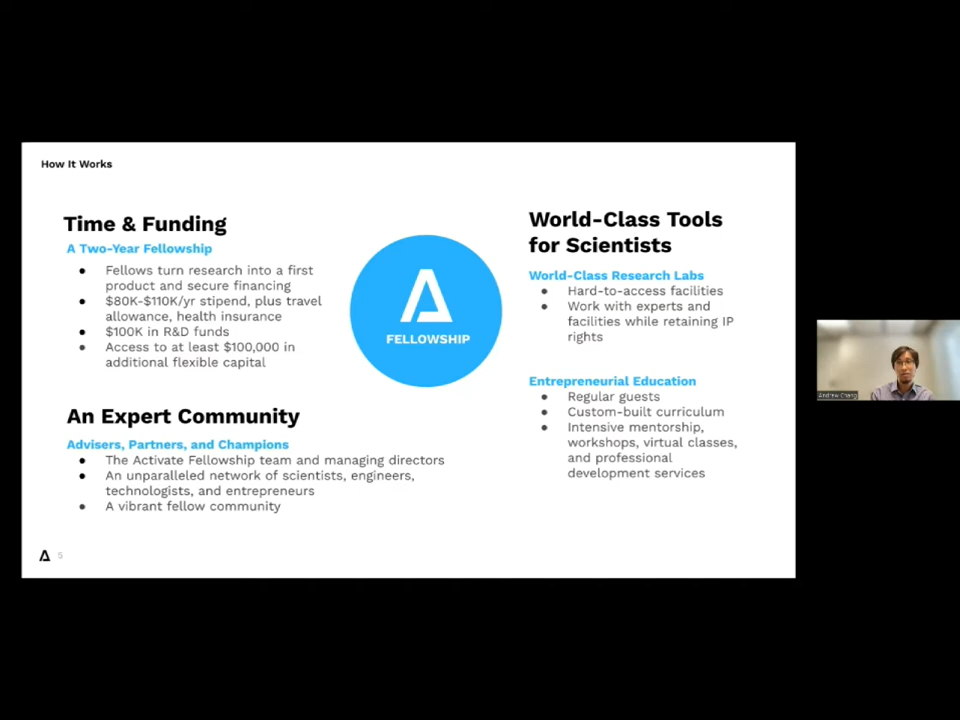 How It Works
Time & Funding
A Two-Year Fellowship
● Fellows turn research into a first
product and secure financing
● $80K-$110K/yr stipend, plus travel
allowance, health insurance
● $100K in R&D funds
● Access to at least $100,000 in
additional flexible capital
An Expert Community
Advisers, Partners, and Champions
● The Activate Fellowship team and managing directors
● An unparalleled network of scientists, engineers,
technologists, and entrepreneurs
● A vibrant fellow community
FELLOWSHIP
World-Class Tools
for Scientists
World-Class Research Labs
● Hard-to-access facilities
● Work with experts and
facilities while retaining IP
rights
Entrepreneurial Education
● Regular guests
● Custom-built curriculum
● Intensive mentorship,
workshops, virtual classes,
and professional
development services
5
Andrew Chang